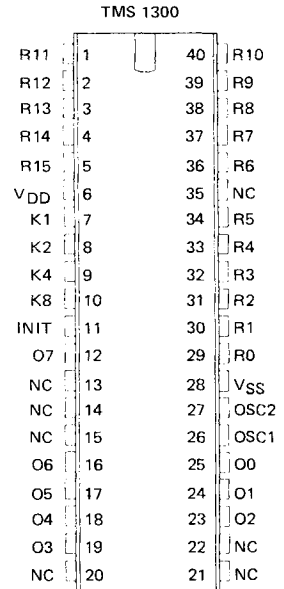 TMS 1300
R11 1 40 R10
R12 2 39 R9
R13 3 38 R8
R14 4 37 R7
R15 5 36 R6
VDD 6 35 NC
K1 7 34 R5
K2 8 33 R4
K4 9 32 R3
K8 10 31 R2
INIT 11 30 R1
O7 12 29 R0
NC 13 28 VSS
NC 14 27 OSC2
NC 15 26 OSC1
O6 16 25 O0
O5 17 24 O1
O4 18 23 O2
O3 19 22 NC
NC 20 21 NC